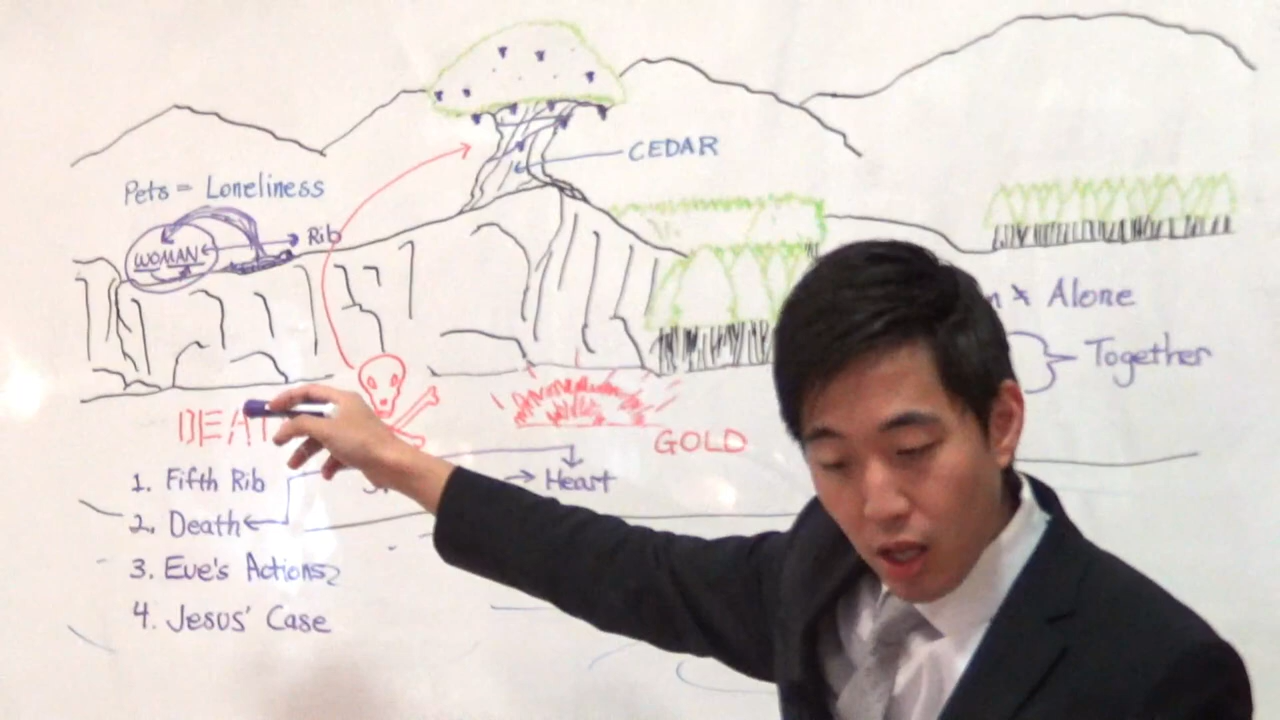 CEDAR
Pets = Loneliness
Rib
WOMAN
Alone
Together
GOLD
1. Fifth Rib
Heart
2. Death
3. Eve's Actions
4. Jesus' Case